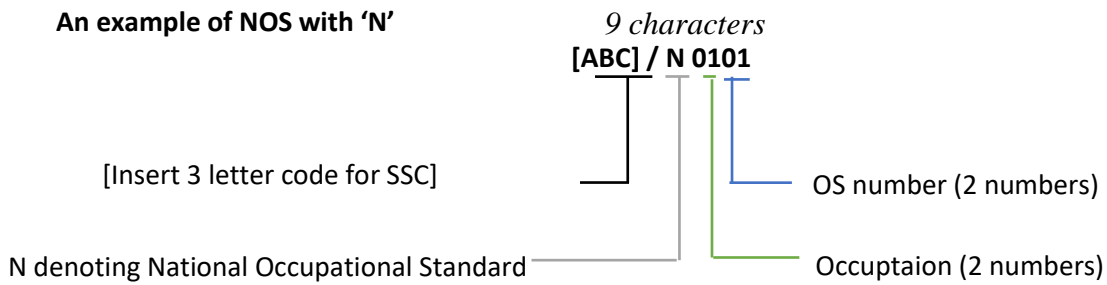 An example of NOS with ‘N’
9 characters
[ABC] / N 0101
[Insert 3 letter code for SSC]
OS number (2 numbers)
N denoting National Occupational Standard
Occuptaion (2 numbers)